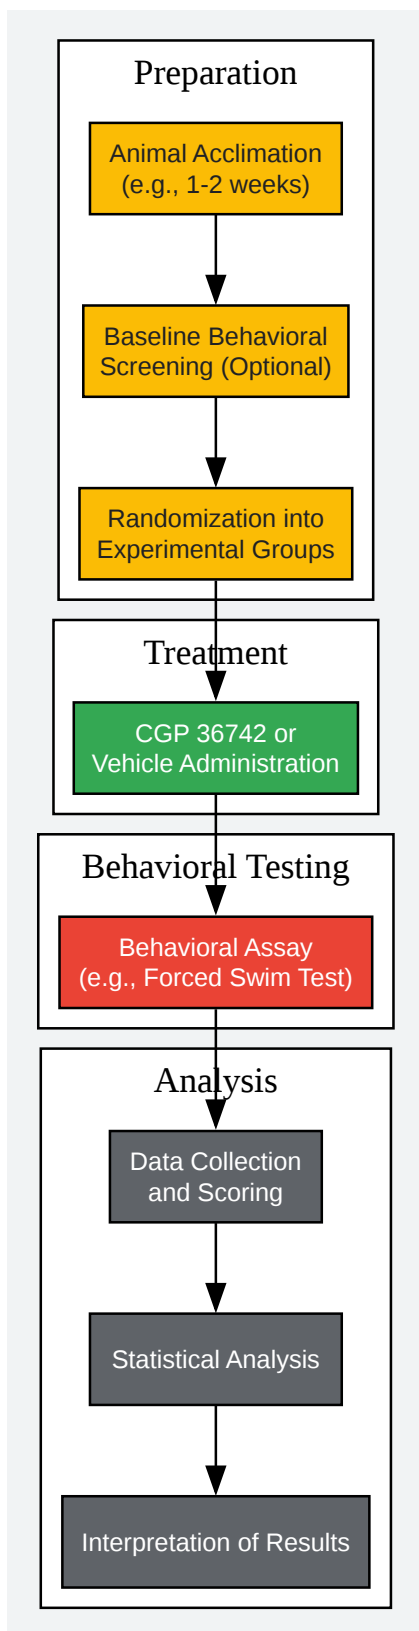 Preparation
Animal Acclimation
(e.g., 1-2 weeks)
Baseline Behavioral
Screening (Optional)
Randomization into
Experimental Groups
Treatment
CGP 36742 or
Vehicle Administration
Behavioral Testing
Behavioral Assay
(e.g., Forced Swim Test)
Analysis
Data Collection
and Scoring
Statistical Analysis
Interpretation of Results